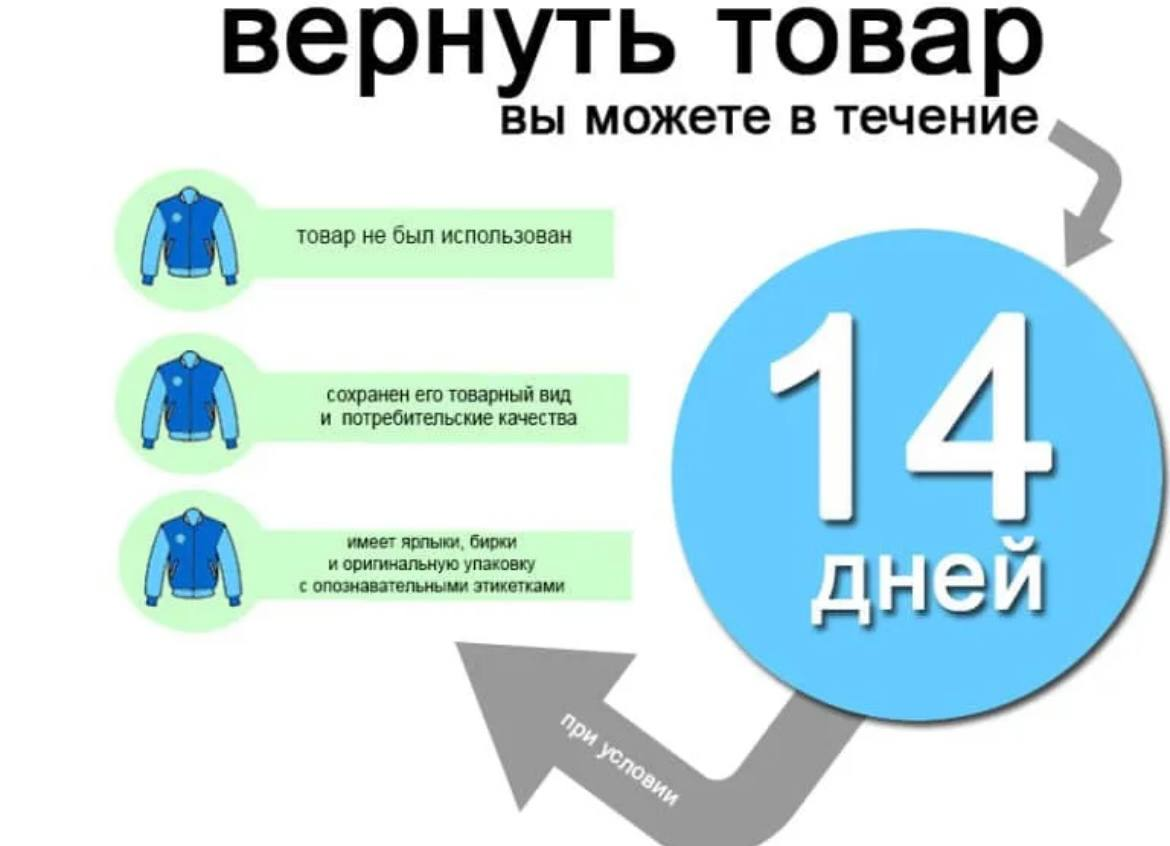 вернуть товар
вы можете в течение
14
дней
при условии
товар не был использован
сохранен его товарный вид
и потребительские качества
имеет ярлыки, бирки
и оригинальную упаковку
с опознавательными этикетками